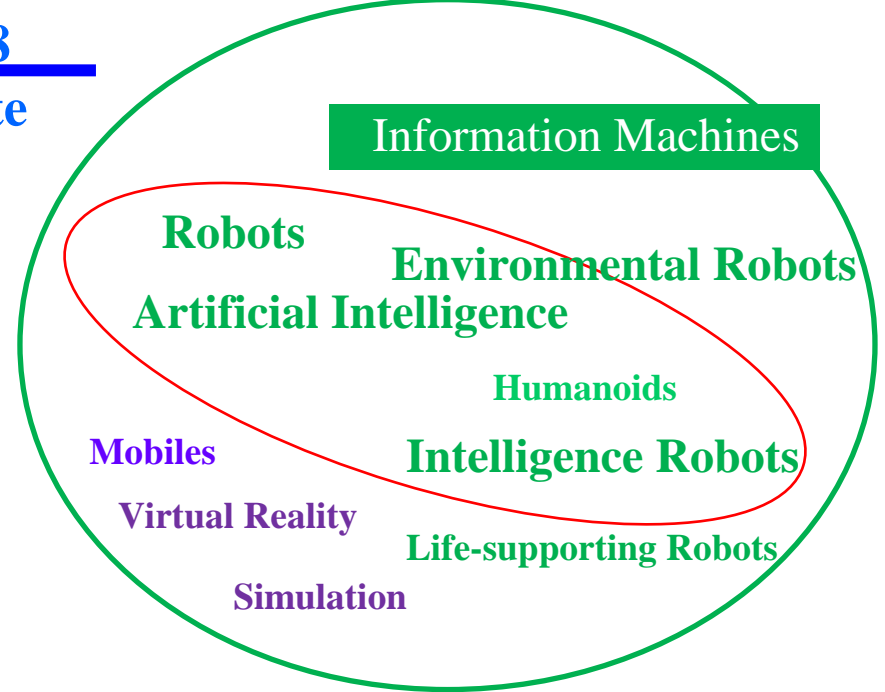 Information Machines
Robots
Environmental Robots
Artificial Intelligence
Humanoids
Mobiles
Intelligence Robots
Virtual Reality
Life-supporting Robots
Simulation